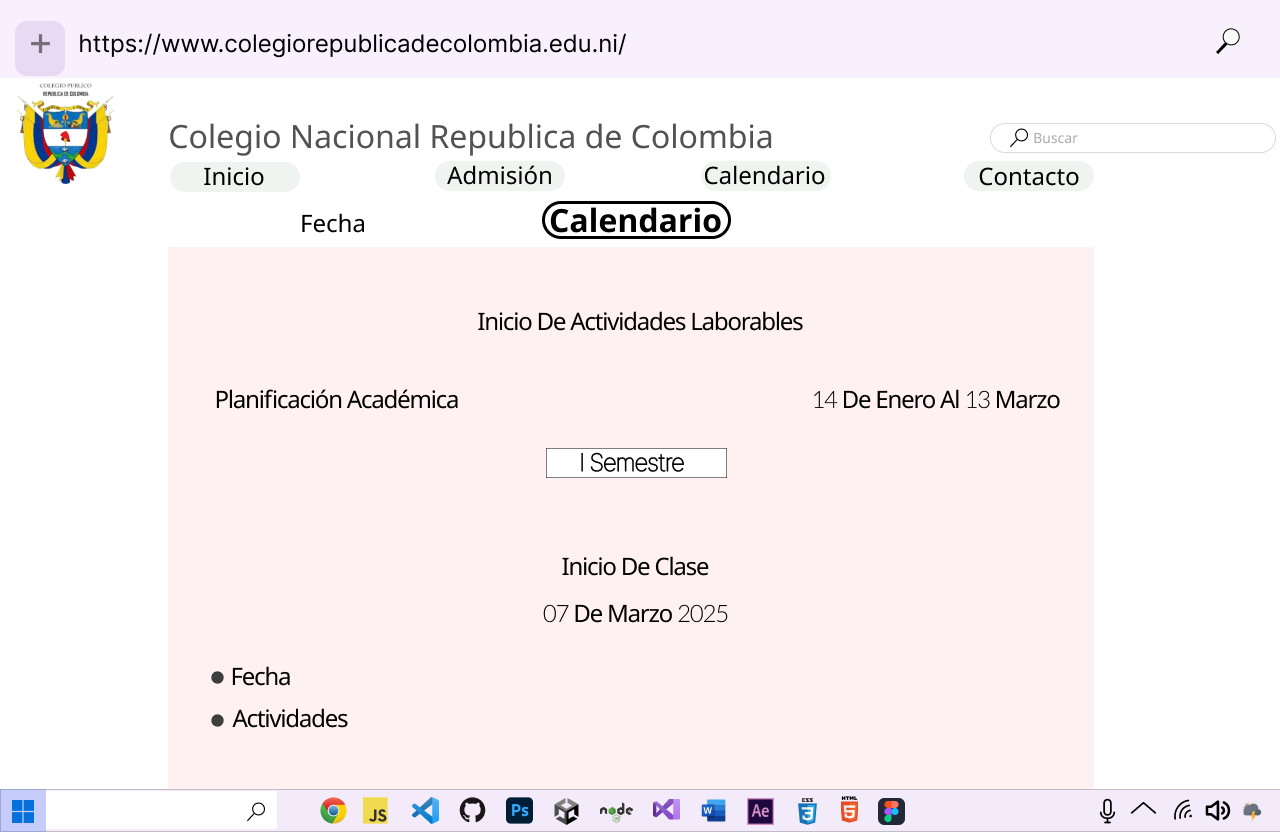 + https://www.colegiorepublicadecolombia.edu.ni/
COLEGIO PUBLICO
REPUBLICA DE COLOMBIA
Colegio Nacional Republica de Colombia
Buscar
Inicio Admisión Calendario Contacto
Fecha Calendario
Inicio De Actividades Laborables
Planificación Académica 14 De Enero Al 13 Marzo
I Semestre
Inicio De Clase
07 De Marzo 2025
● Fecha
● Actividades
JS Ps node Ae CSS HTML